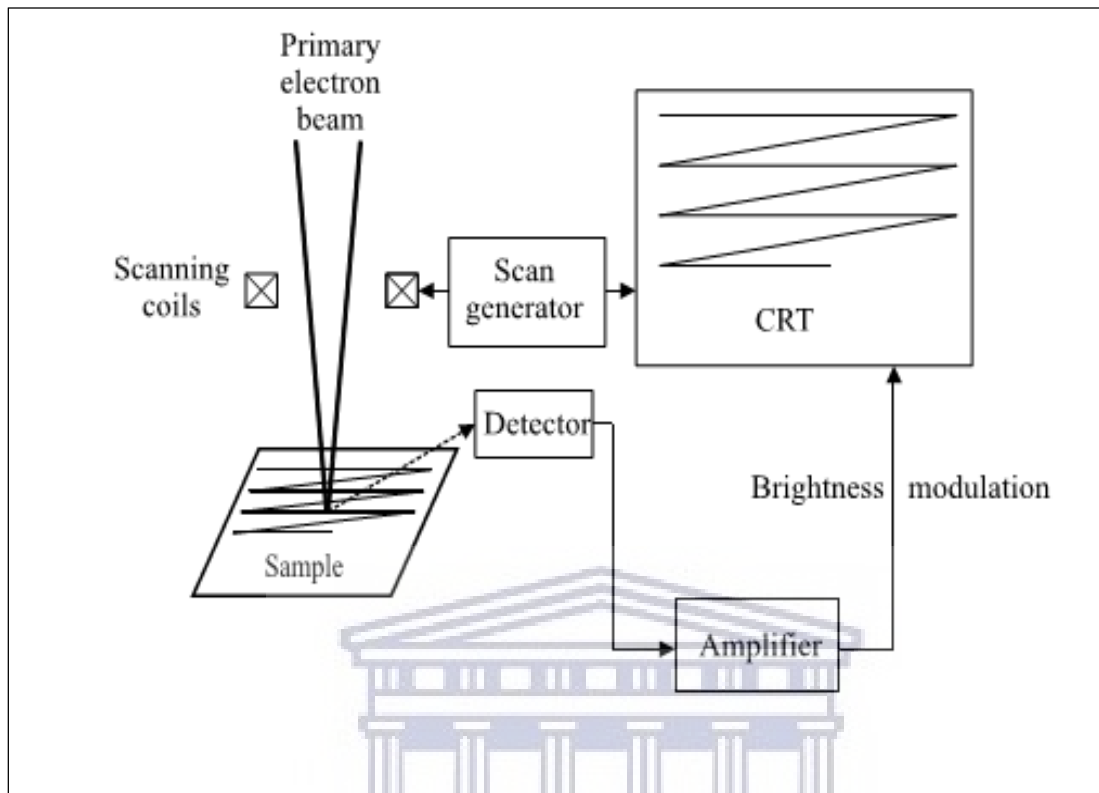 Primary
electron
beam
Scanning
coils
Scan
generator
CRT
Detector
Brightness modulation
Sample
Amplifier